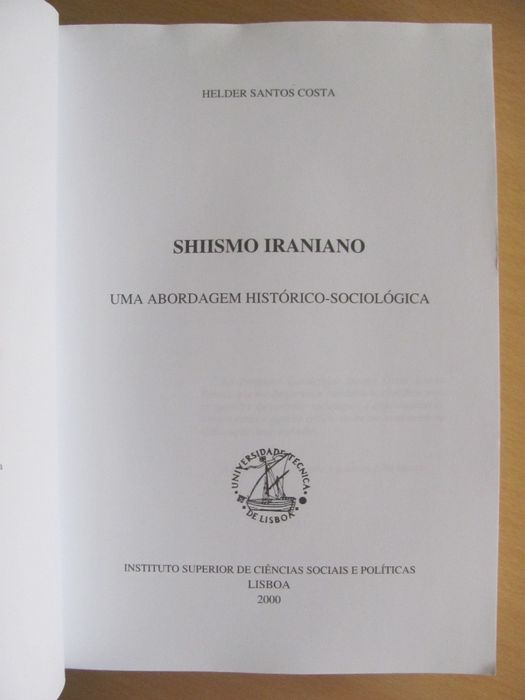 HELDER SANTOS COSTA
SHIISMO IRANIANO
UMA ABORDAGEM HISTÓRICO-SOCIOLÓGICA
UNIVERSIDADE TECNICA
DE LISBOA
INSTITUTO SUPERIOR DE CIÊNCIAS SOCIAIS E POLÍTICAS
LISBOA
2000